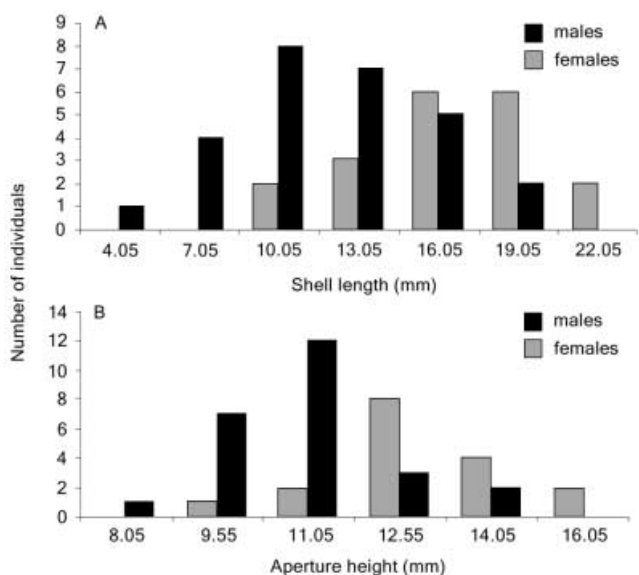 A
males
females
9
8
7
6
5
4
3
2
1
0
4.05 7.05 10.05 13.05 16.05 19.05 22.05
Shell length (mm)
Number of individuals
B
males
females
14
12
10
8
6
4
2
0
8.05 9.55 11.05 12.55 14.05 16.05
Aperture height (mm)